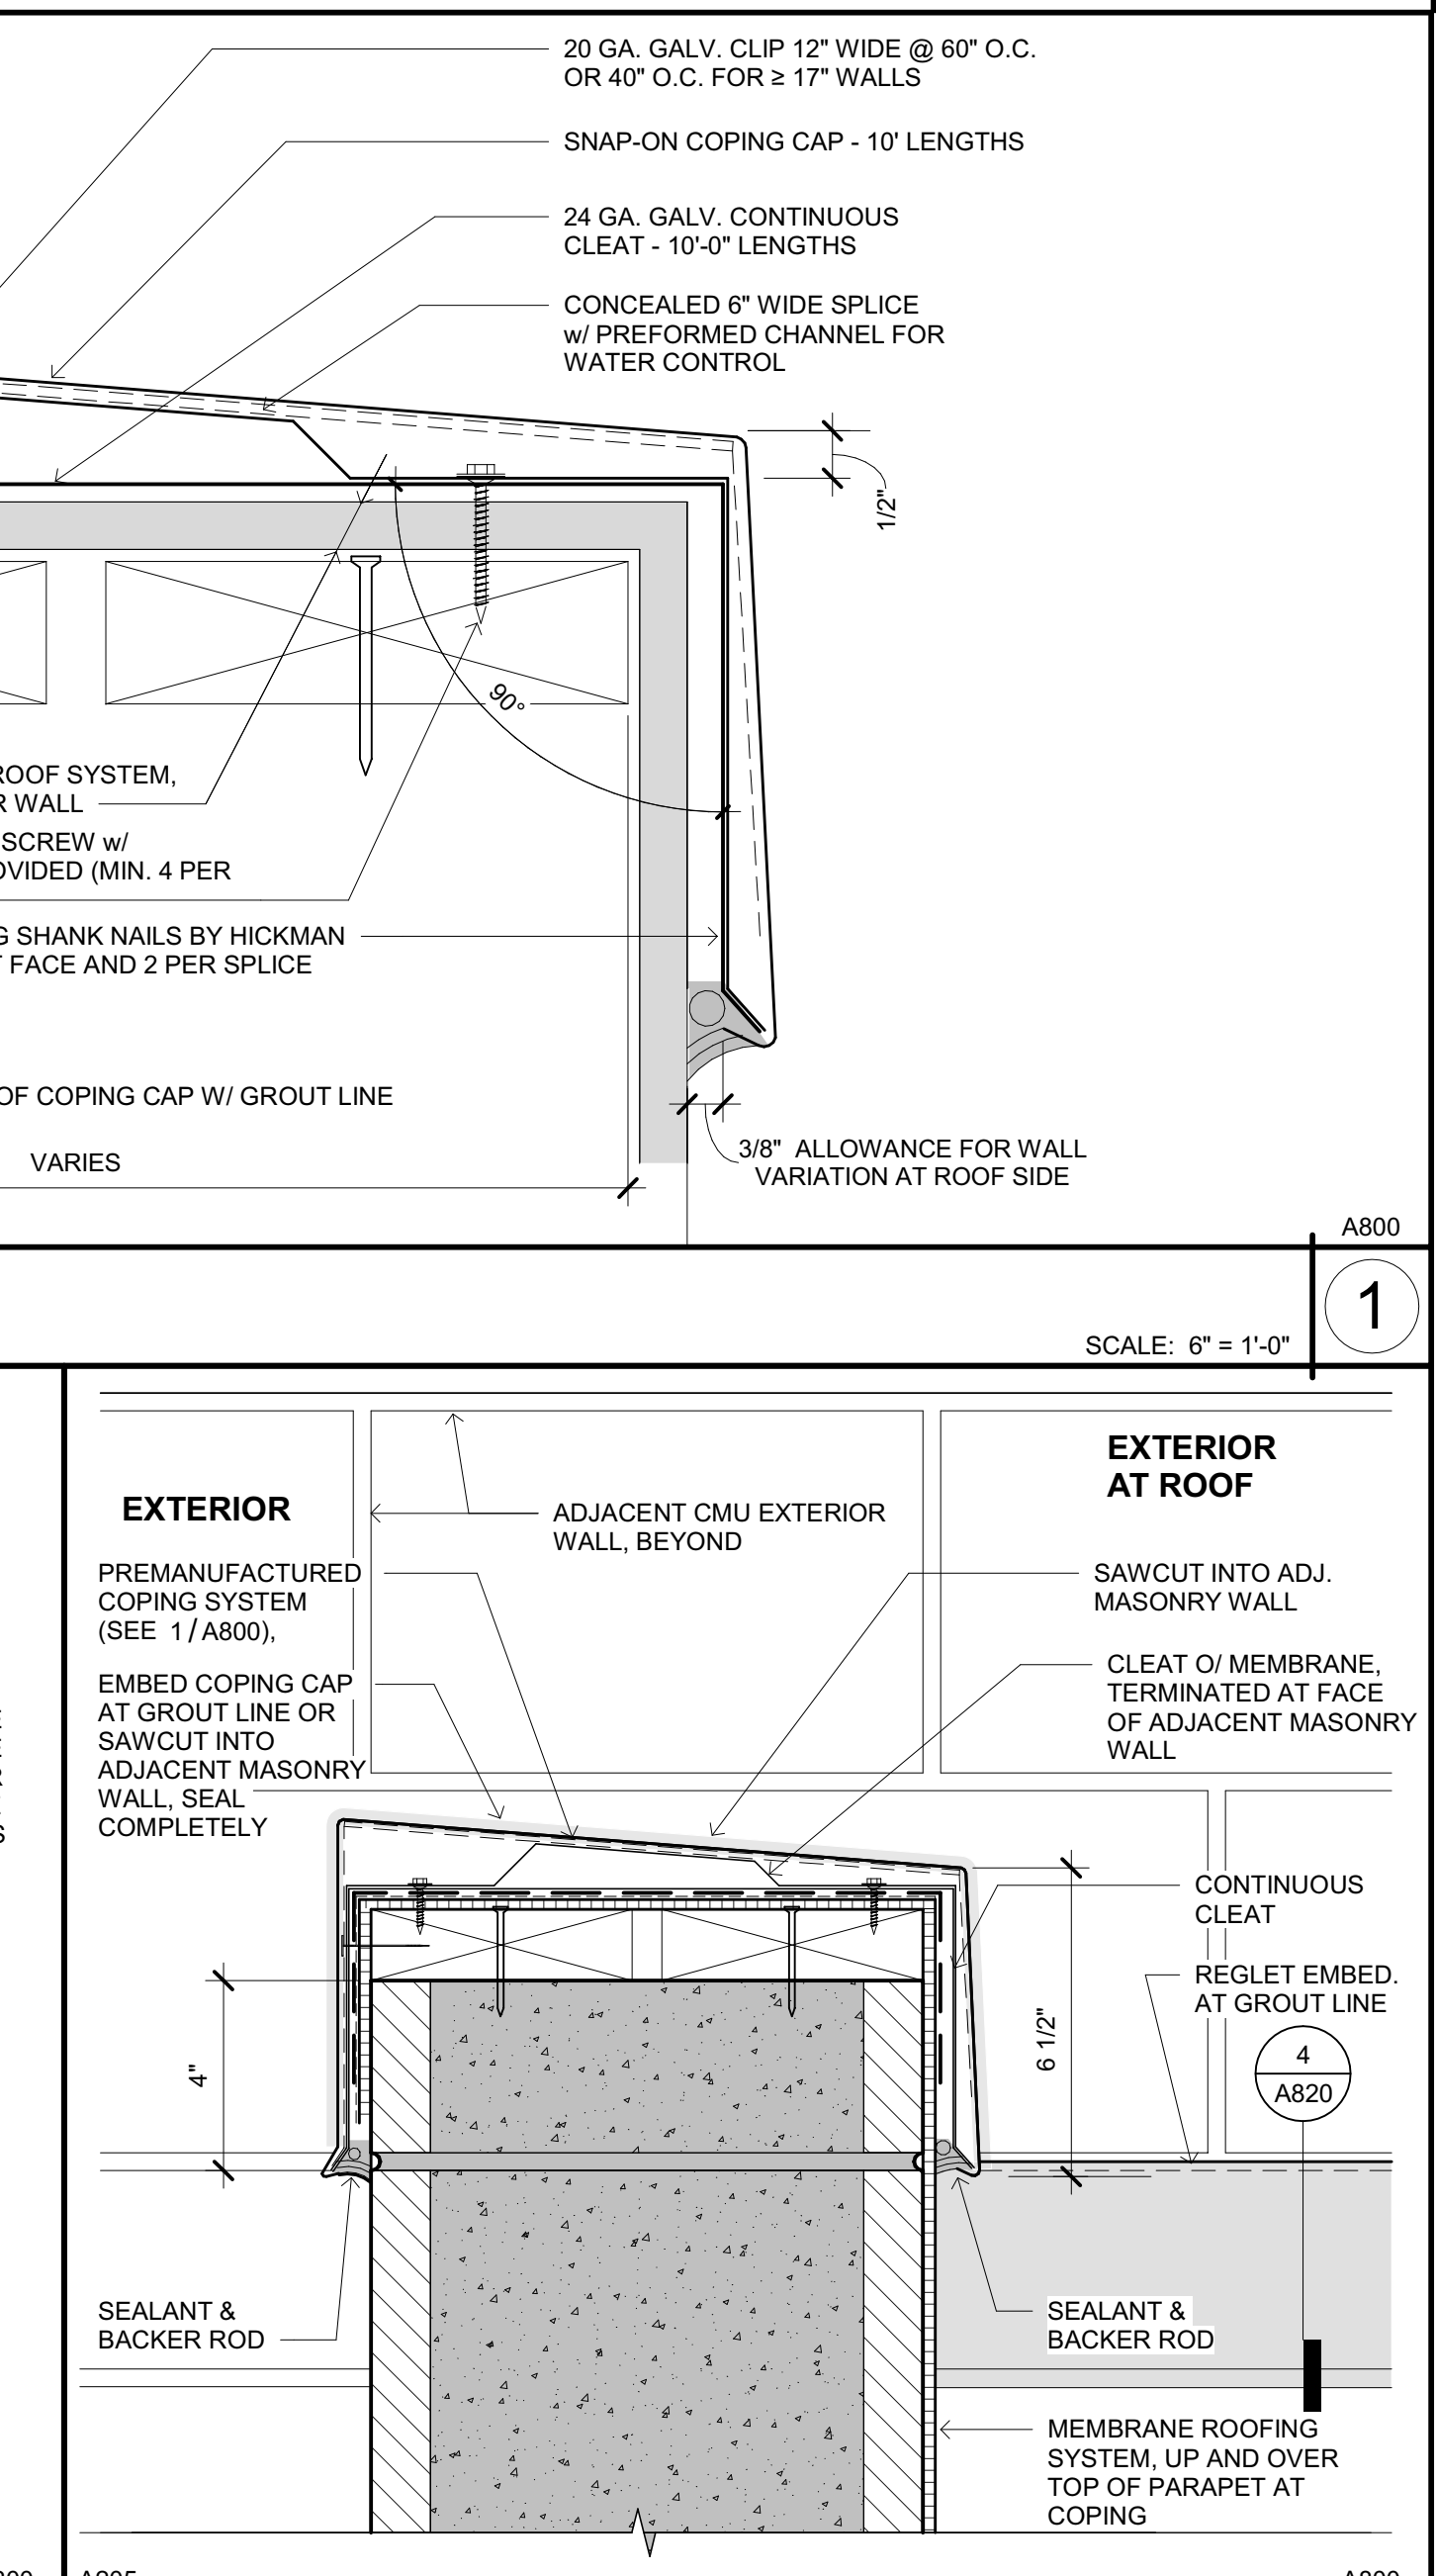 20 GA. GALV. CLIP 12" WIDE @ 60" O.C.
OR 40" O.C. FOR ≥ 17" WALLS
SNAP-ON COPING CAP - 10' LENGTHS
24 GA. GALV. CONTINUOUS
CLEAT - 10'-0" LENGTHS
CONCEALED 6" WIDE SPLICE
w/ PREFORMED CHANNEL FOR
WATER CONTROL
1/2"
90°
ROOF SYSTEM,
WALL
SCREW w/
(MIN. 4 PER
SHANK NAILS BY HICKMAN
FACE AND 2 PER SPLICE
OF COPING CAP W/ GROUT LINE
VARIES
3/8" ALLOWANCE FOR WALL
VARIATION AT ROOF SIDE
A800
1
SCALE: 6" = 1'-0"
EXTERIOR
AT ROOF
EXTERIOR
ADJACENT CMU EXTERIOR
WALL, BEYOND
PREMANUFACTURED
COPING SYSTEM
(SEE 1/A800),
SAWCUT INTO ADJ.
MASONRY WALL
EMBED COPING CAP
AT GROUT LINE OR
SAWCUT INTO
ADJACENT MASONRY
WALL, SEAL
COMPLETELY
CLEAT O/ MEMBRANE,
TERMINATED AT FACE
OF ADJACENT MASONRY
WALL
CONTINUOUS
CLEAT
REGLET EMBED.
AT GROUT LINE
4"
6 1/2"
4
A820
SEALANT &
BACKER ROD
SEALANT &
BACKER ROD
MEMBRANE ROOFING
SYSTEM, UP AND OVER
TOP OF PARAPET AT
COPING